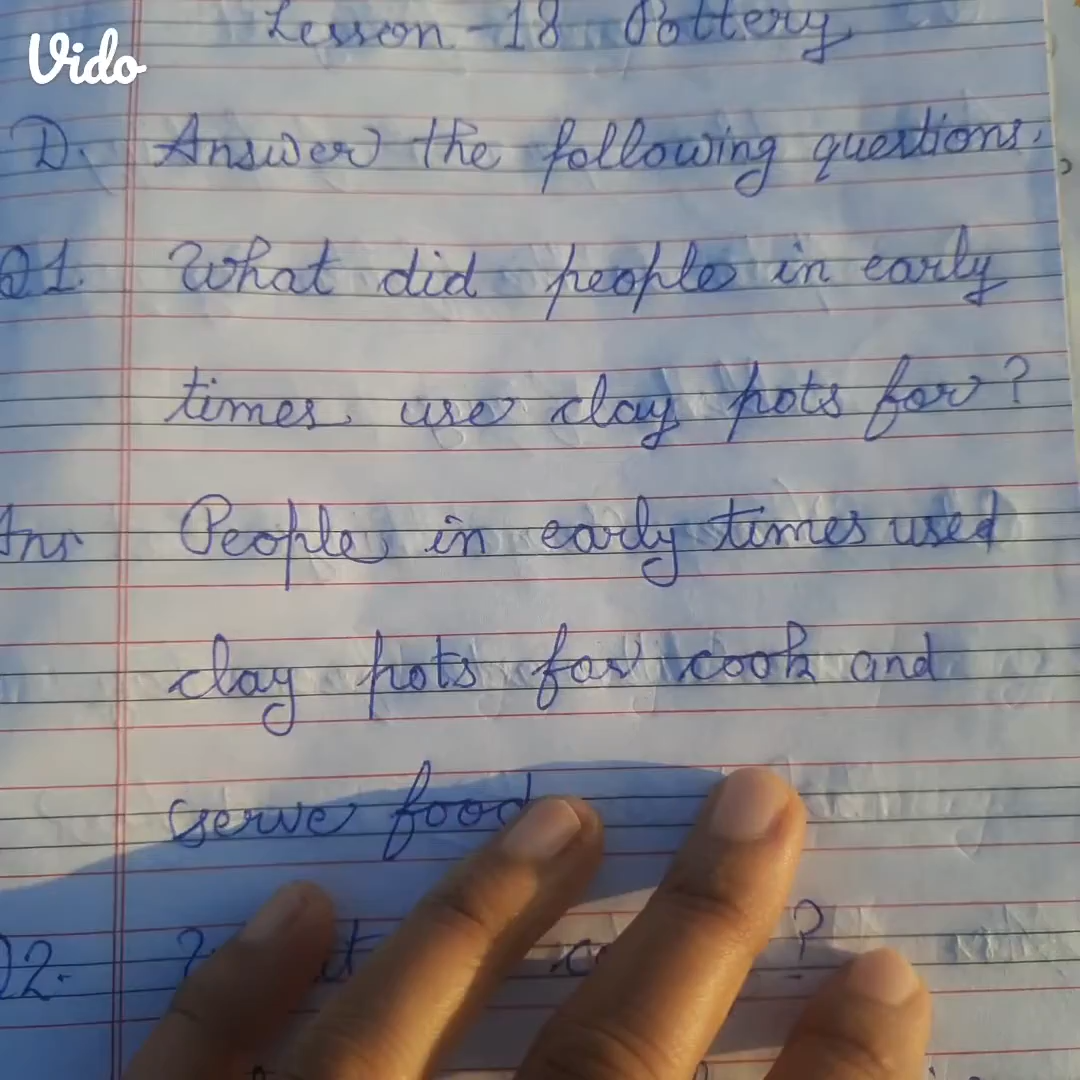 Vido
Lesson-18 Pottery
D. Answer the following questions.
Q1. What did people in early
times use clay pots for?
Ans People in early times used
clay pots for cook and
serve food
Q2. ?